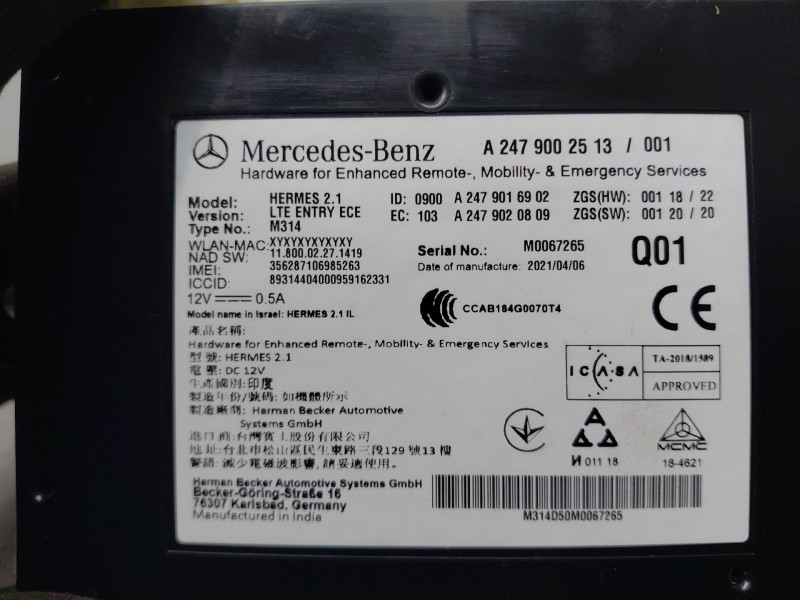 Mercedes-Benz A 247 900 25 13 / 001
Hardware for Enhanced Remote-, Mobility- & Emergency Services
Model: HERMES 2.1 ID: 0900 A 247 901 69 02 ZGS(HW): 001 18 / 22
Version: LTE ENTRY ECE EC: 103 A 247 902 08 09 ZGS(SW): 001 20 / 20
Type No.: M314
WLAN-MAC: XYXYXYXYXYXY Serial No.: M0067265 Q01
NAD SW: 11.800.02.27.1419
IMEI: 356287106985263 Date of manufacture: 2021/04/06
ICCID: 89314404000959162331
12V 0.5A CCAB184G0070T4 CE
Model name in Israel: HERMES 2.1 IL
產品名稱:
Hardware for Enhanced Remote-, Mobility- & Emergency Services
型號: HERMES 2.1
電壓: DC 12V
生產國別: 印度
製造年份/號碼: 如機體所示
製造廠商: Harman Becker Automotive
Systems GmbH
進口商: 台灣賓士股份有限公司
地址: 台北市松山區民生東路三段129號13樓
警語: 減少電磁波影響, 請妥適使用。
ICASA TA-2018/1589
APPROVED
И 011 18
MCMC
18-4621
Harman Becker Automotive Systems GmbH
Becker-Göring-Straße 16
76307 Karlsbad, Germany
Manufactured in India
M314D50M0067265